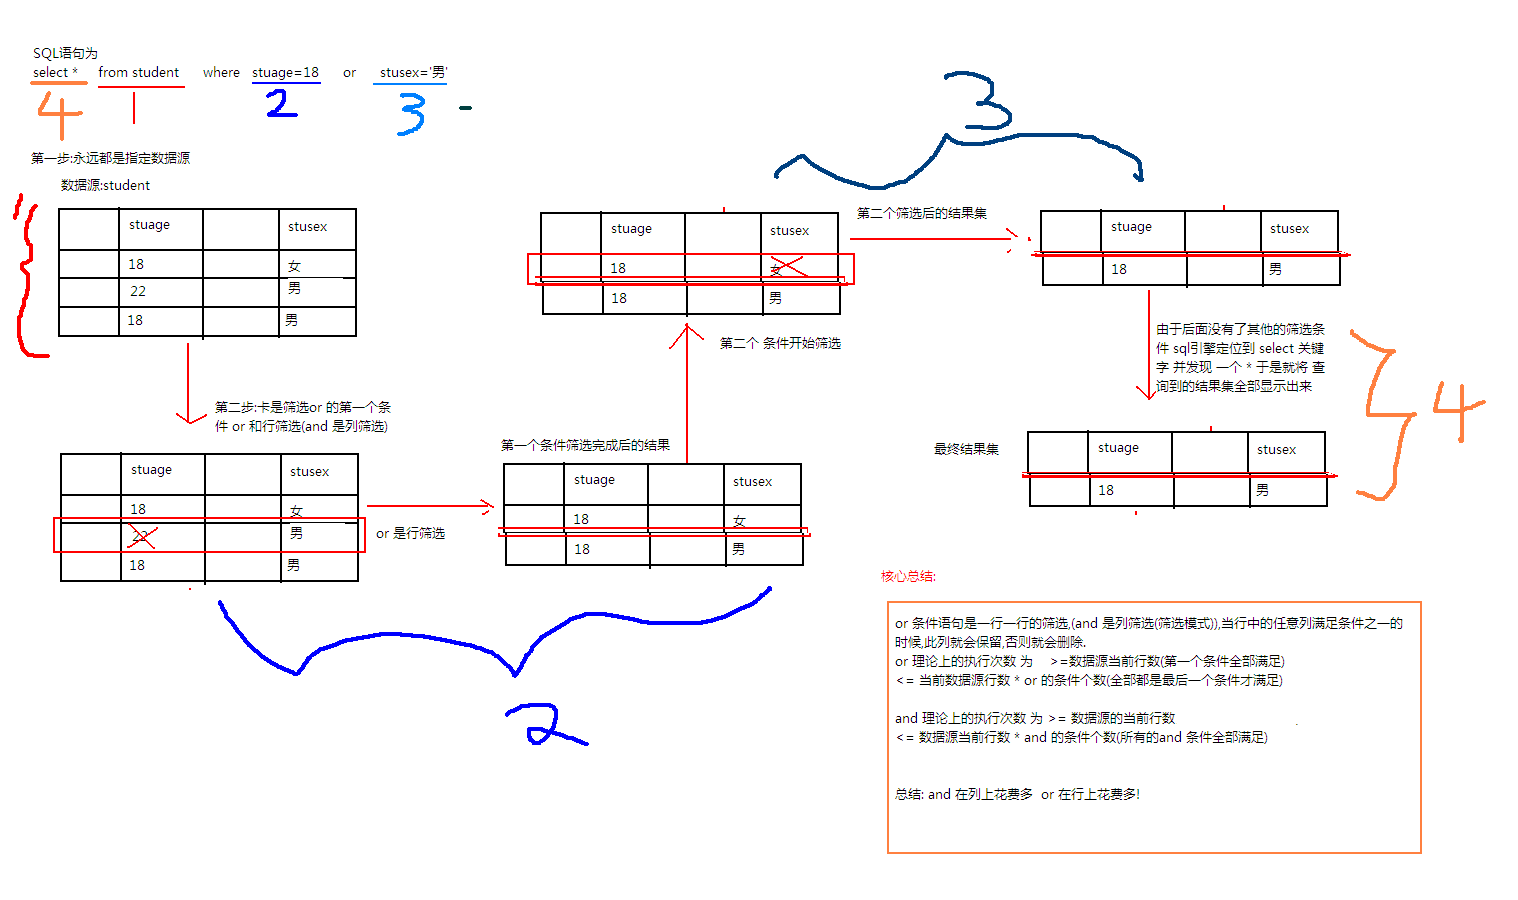 SQL语句为
select * from student where stuage=18 or stusex='男'
4 1 2 3 -
第一步:永远都是指定数据源
数据源:student
stuage stusex
18 女
22 男
18 男
第二步:卡是筛选or 的第一个条
件 or 和行筛选(and 是列筛选)
stuage stusex
18 女
22 男
18 男
or 是行筛选
2
第一个条件筛选完成后的结果
stuage stusex
18 女
18 男
第二个 条件开始筛选
stuage stusex
18 女
18 男
3
第二个筛选后的结果集
stuage stusex
18 男
由于后面没有了其他的筛选条
件 sql引擎定位到 select 关键
字 并发现 一个 * 于是就将 查
询到的结果集全部显示出来
4
最终结果集
stuage stusex
18 男
核心总结:
or 条件语句是一行一行的筛选,(and 是列筛选(筛选模式)),当行中的任意列满足条件之一的
时候,此列就会保留,否则就会删除.
or 理论上的执行次数 为 >=数据源当前行数(第一个条件全部满足)
<= 当前数据源行数 * or 的条件个数(全部都是最后一个条件才满足)
and 理论上的执行次数 为 >= 数据源的当前行数
<= 数据源当前行数 * and 的条件个数(所有的and 条件全部满足)
总结: and 在列上花费多 or 在行上花费多!